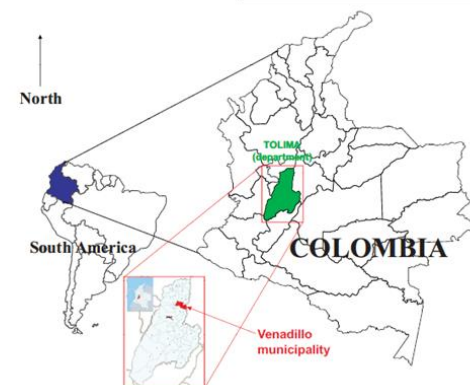 North
TOLIMA
(department)
South America
COLOMBIA
Venadillo
municipality